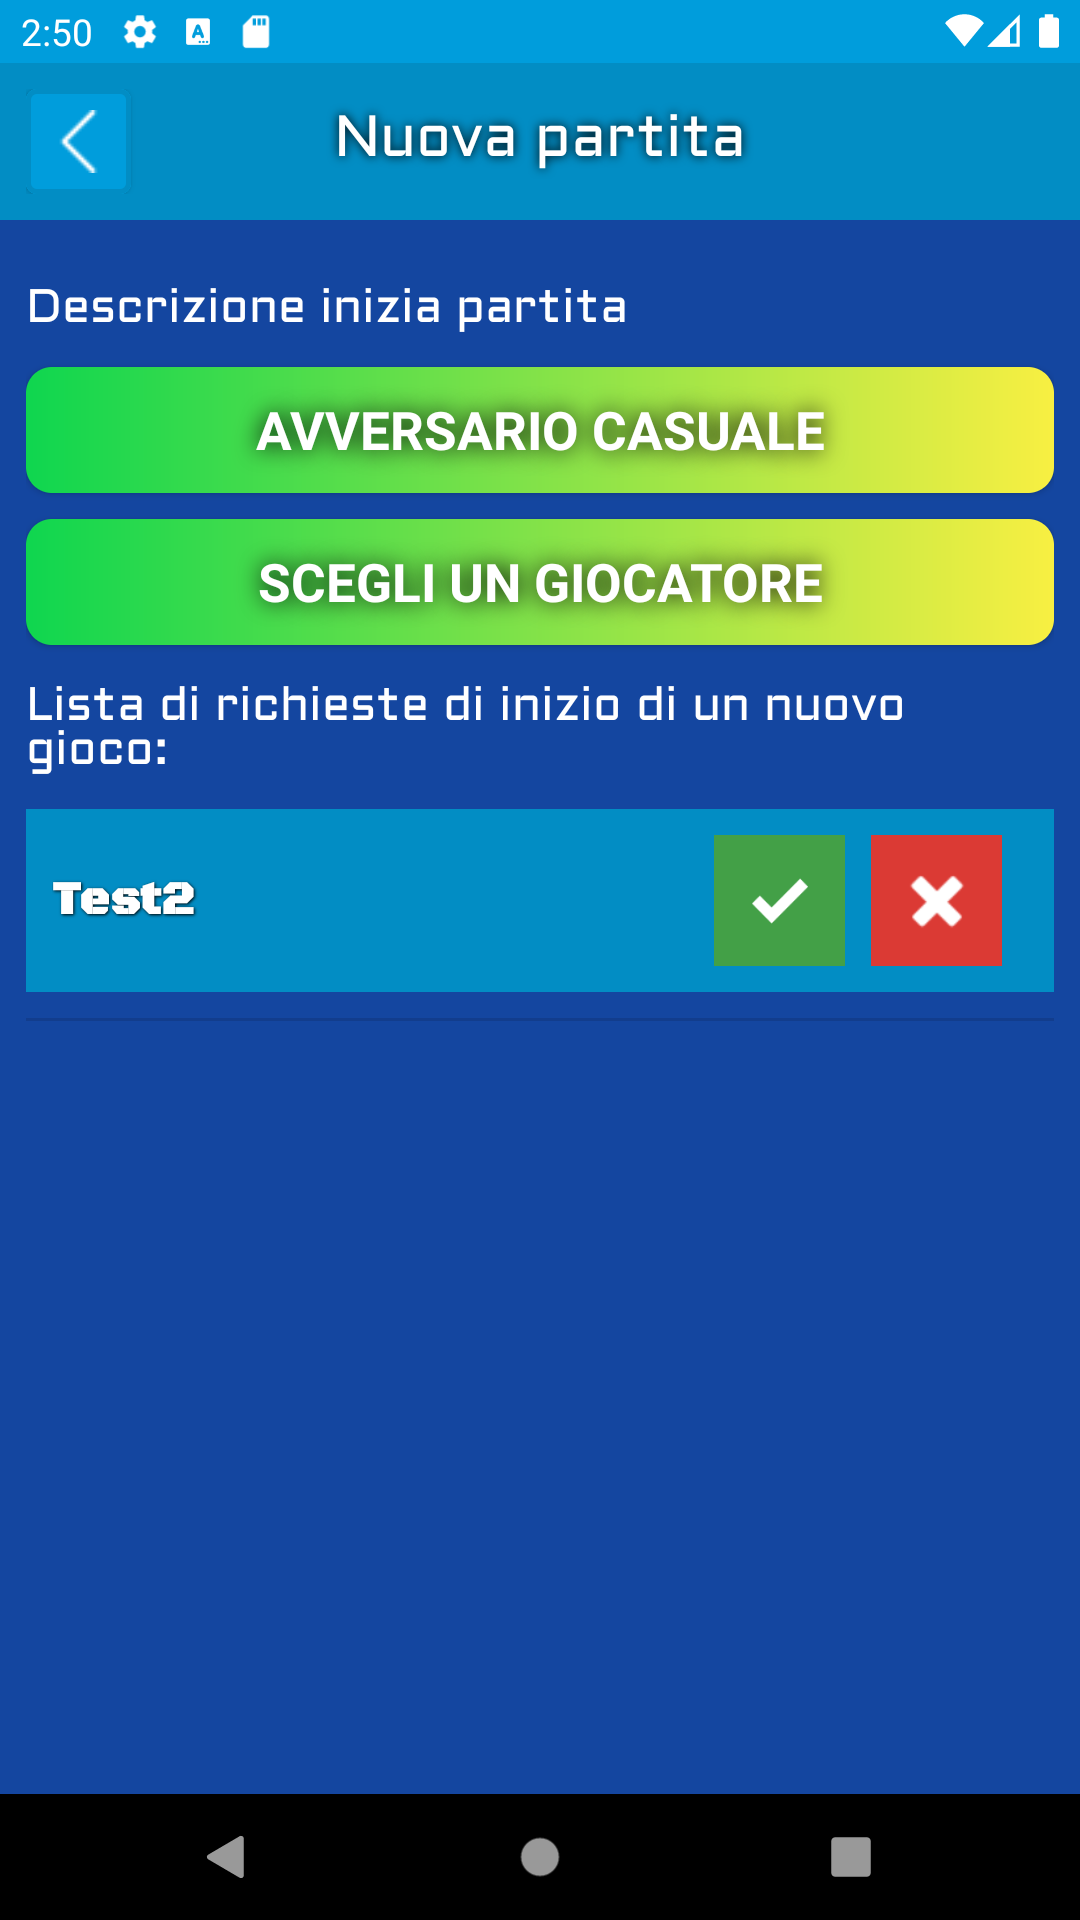 2:50
Nuova partita
Descrizione inizia partita
AVVERSARIO CASUALE
SCEGLI UN GIOCATORE
Lista di richieste di inizio di un nuovo
gioco:
Test2